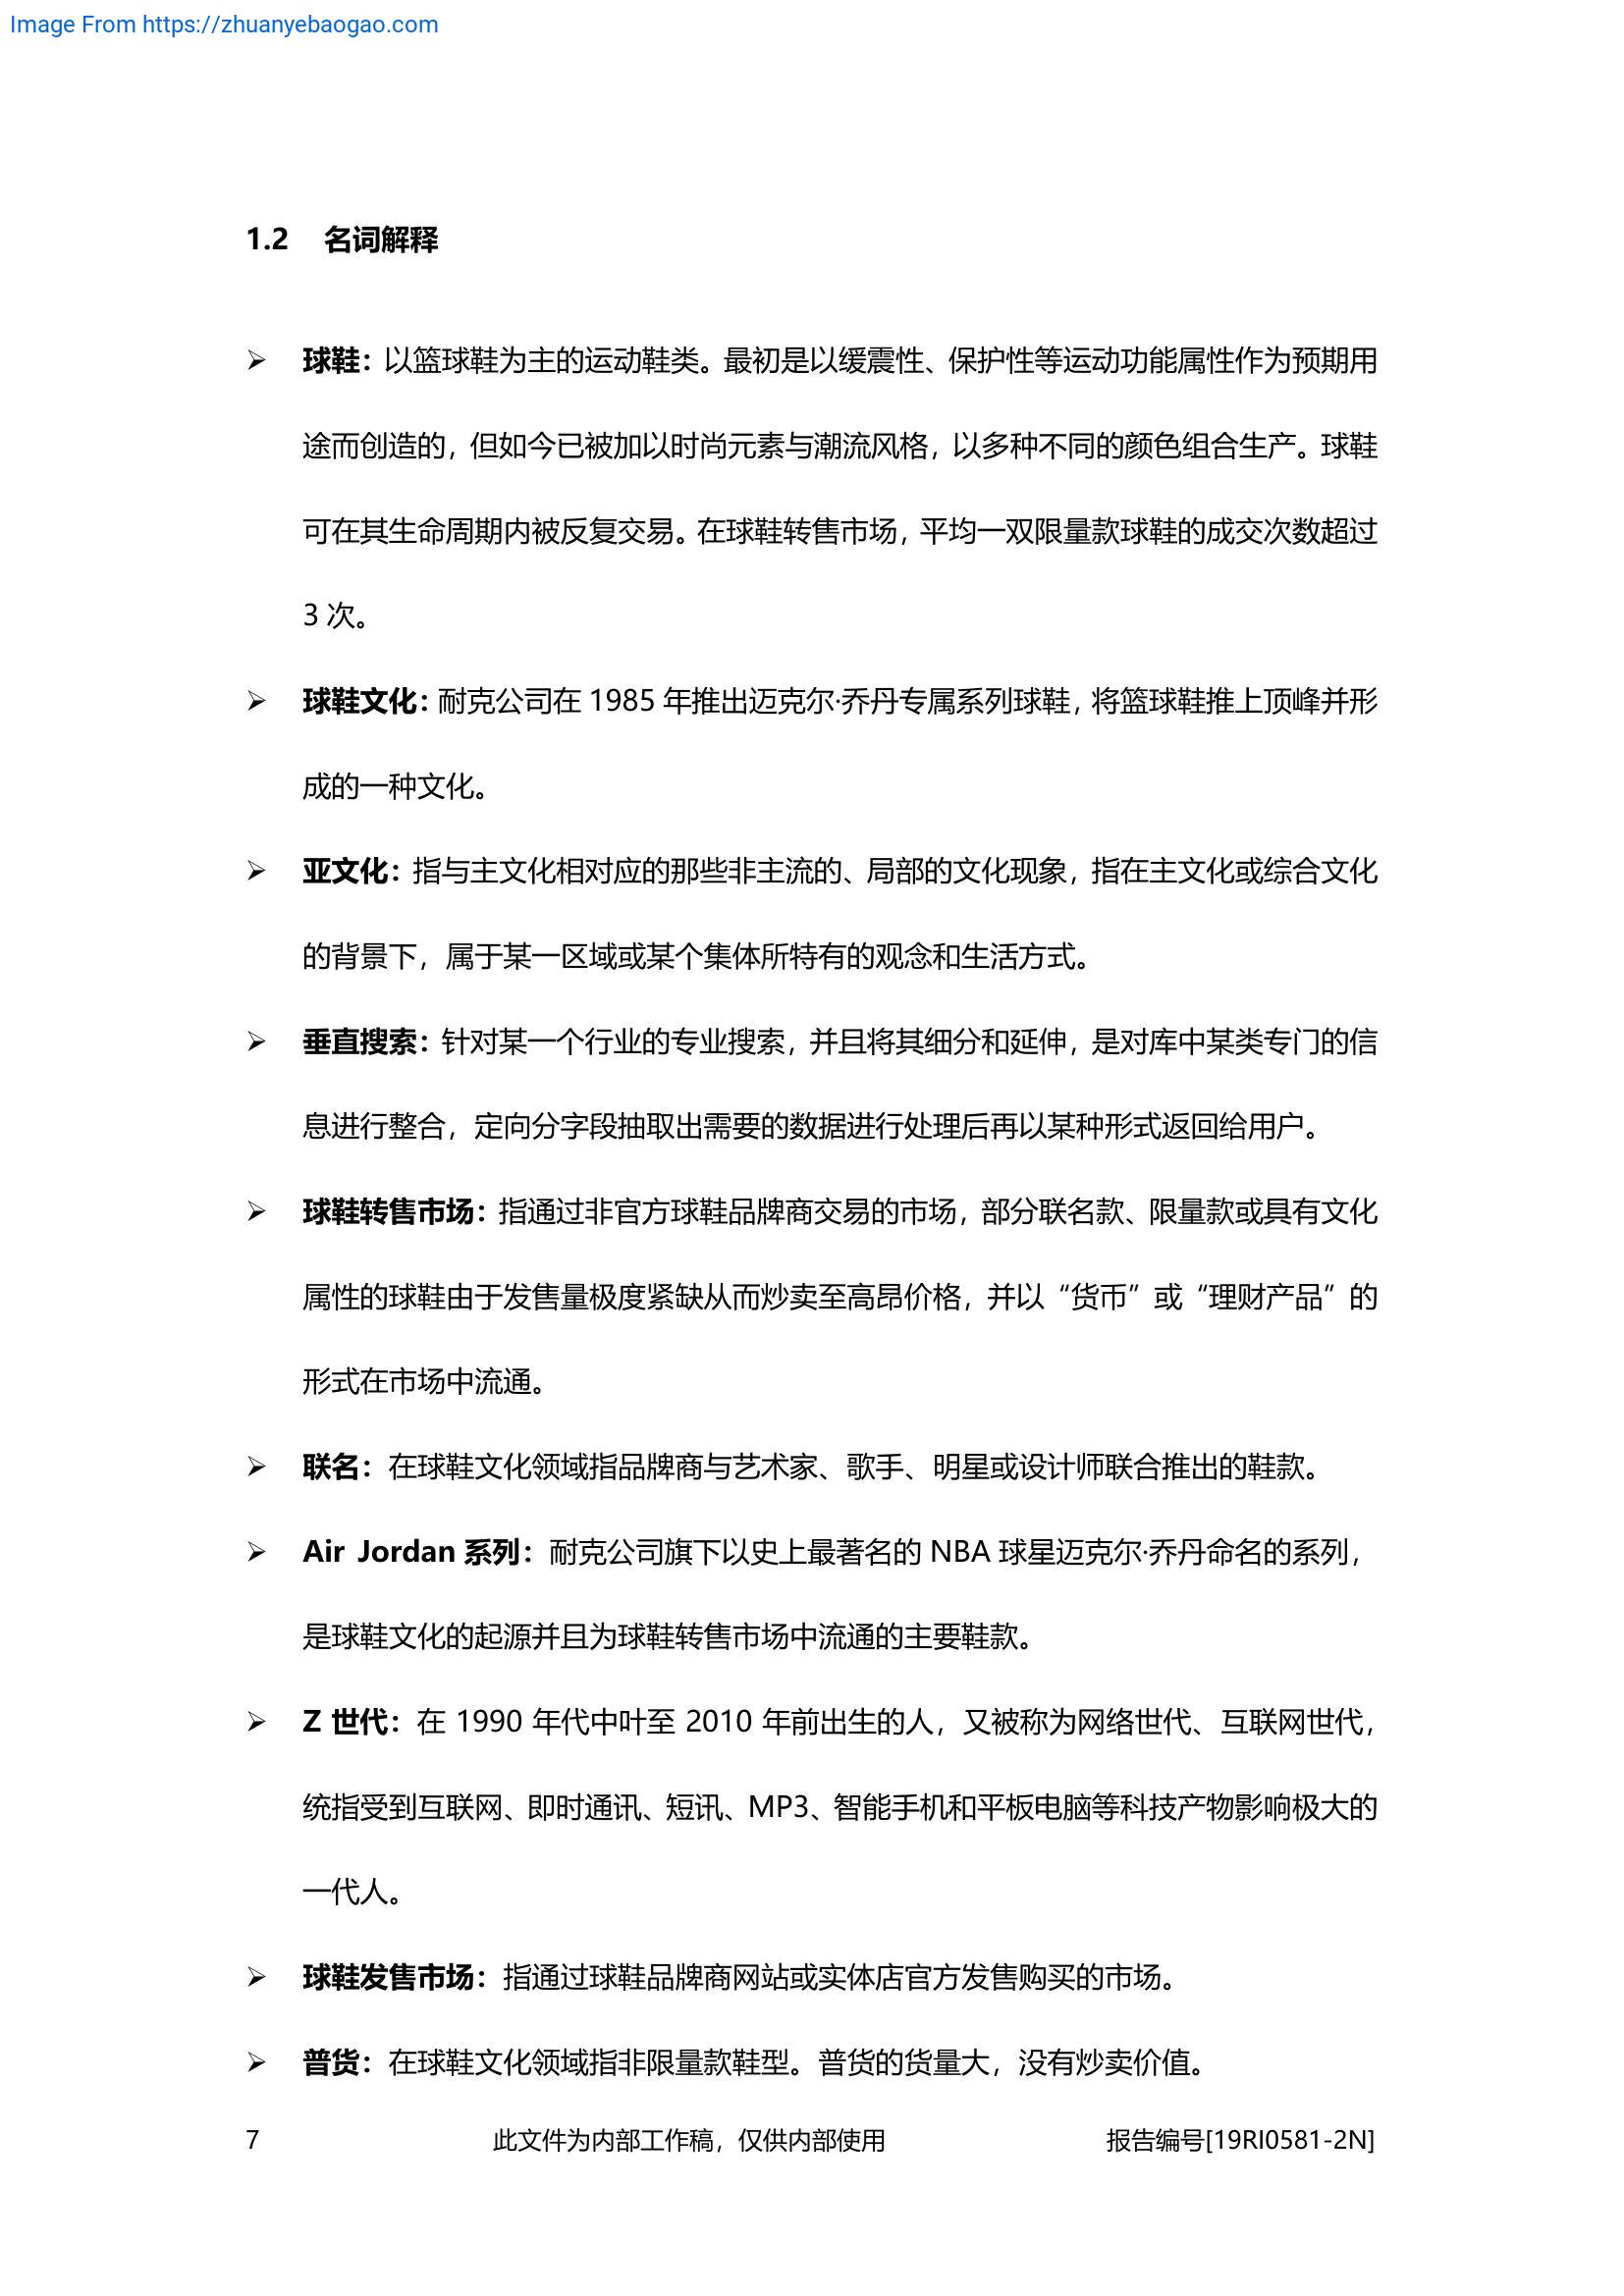 Image From https://zhuanyebaogao.com
1.2 名词解释
➢ 球鞋：以篮球鞋为主的运动鞋类。最初是以缓震性、保护性等运动功能属性作为预期用
途而创造的，但如今已被加以时尚元素与潮流风格，以多种不同的颜色组合生产。球鞋
可在其生命周期内被反复交易。在球鞋转售市场，平均一双限量款球鞋的成交次数超过
3 次。
➢ 球鞋文化：耐克公司在 1985 年推出迈克尔·乔丹专属系列球鞋，将篮球鞋推上顶峰并形
成的一种文化。
➢ 亚文化：指与主文化相对应的那些非主流的、局部的文化现象，指在主文化或综合文化
的背景下，属于某一区域或某个集体所特有的观念和生活方式。
➢ 垂直搜索：针对某一个行业的专业搜索，并且将其细分和延伸，是对库中某类专门的信
息进行整合，定向分字段抽取出需要的数据进行处理后再以某种形式返回给用户。
➢ 球鞋转售市场：指通过非官方球鞋品牌商交易的市场，部分联名款、限量款或具有文化
属性的球鞋由于发售量极度紧缺从而炒卖至高昂价格，并以“货币”或“理财产品”的
形式在市场中流通。
➢ 联名：在球鞋文化领域指品牌商与艺术家、歌手、明星或设计师联合推出的鞋款。
➢ Air Jordan 系列：耐克公司旗下以史上最著名的 NBA 球星迈克尔·乔丹命名的系列，
是球鞋文化的起源并且为球鞋转售市场中流通的主要鞋款。
➢ Z 世代：在 1990 年代中叶至 2010 年前出生的人，又被称为网络世代、互联网世代，
统指受到互联网、即时通讯、短讯、MP3、智能手机和平板电脑等科技产物影响极大的
一代人。
➢ 球鞋发售市场：指通过球鞋品牌商网站或实体店官方发售购买的市场。
➢ 普货：在球鞋文化领域指非限量款鞋型。普货的货量大，没有炒卖价值。
7 此文件为内部工作稿，仅供内部使用 报告编号[19RI0581-2N]